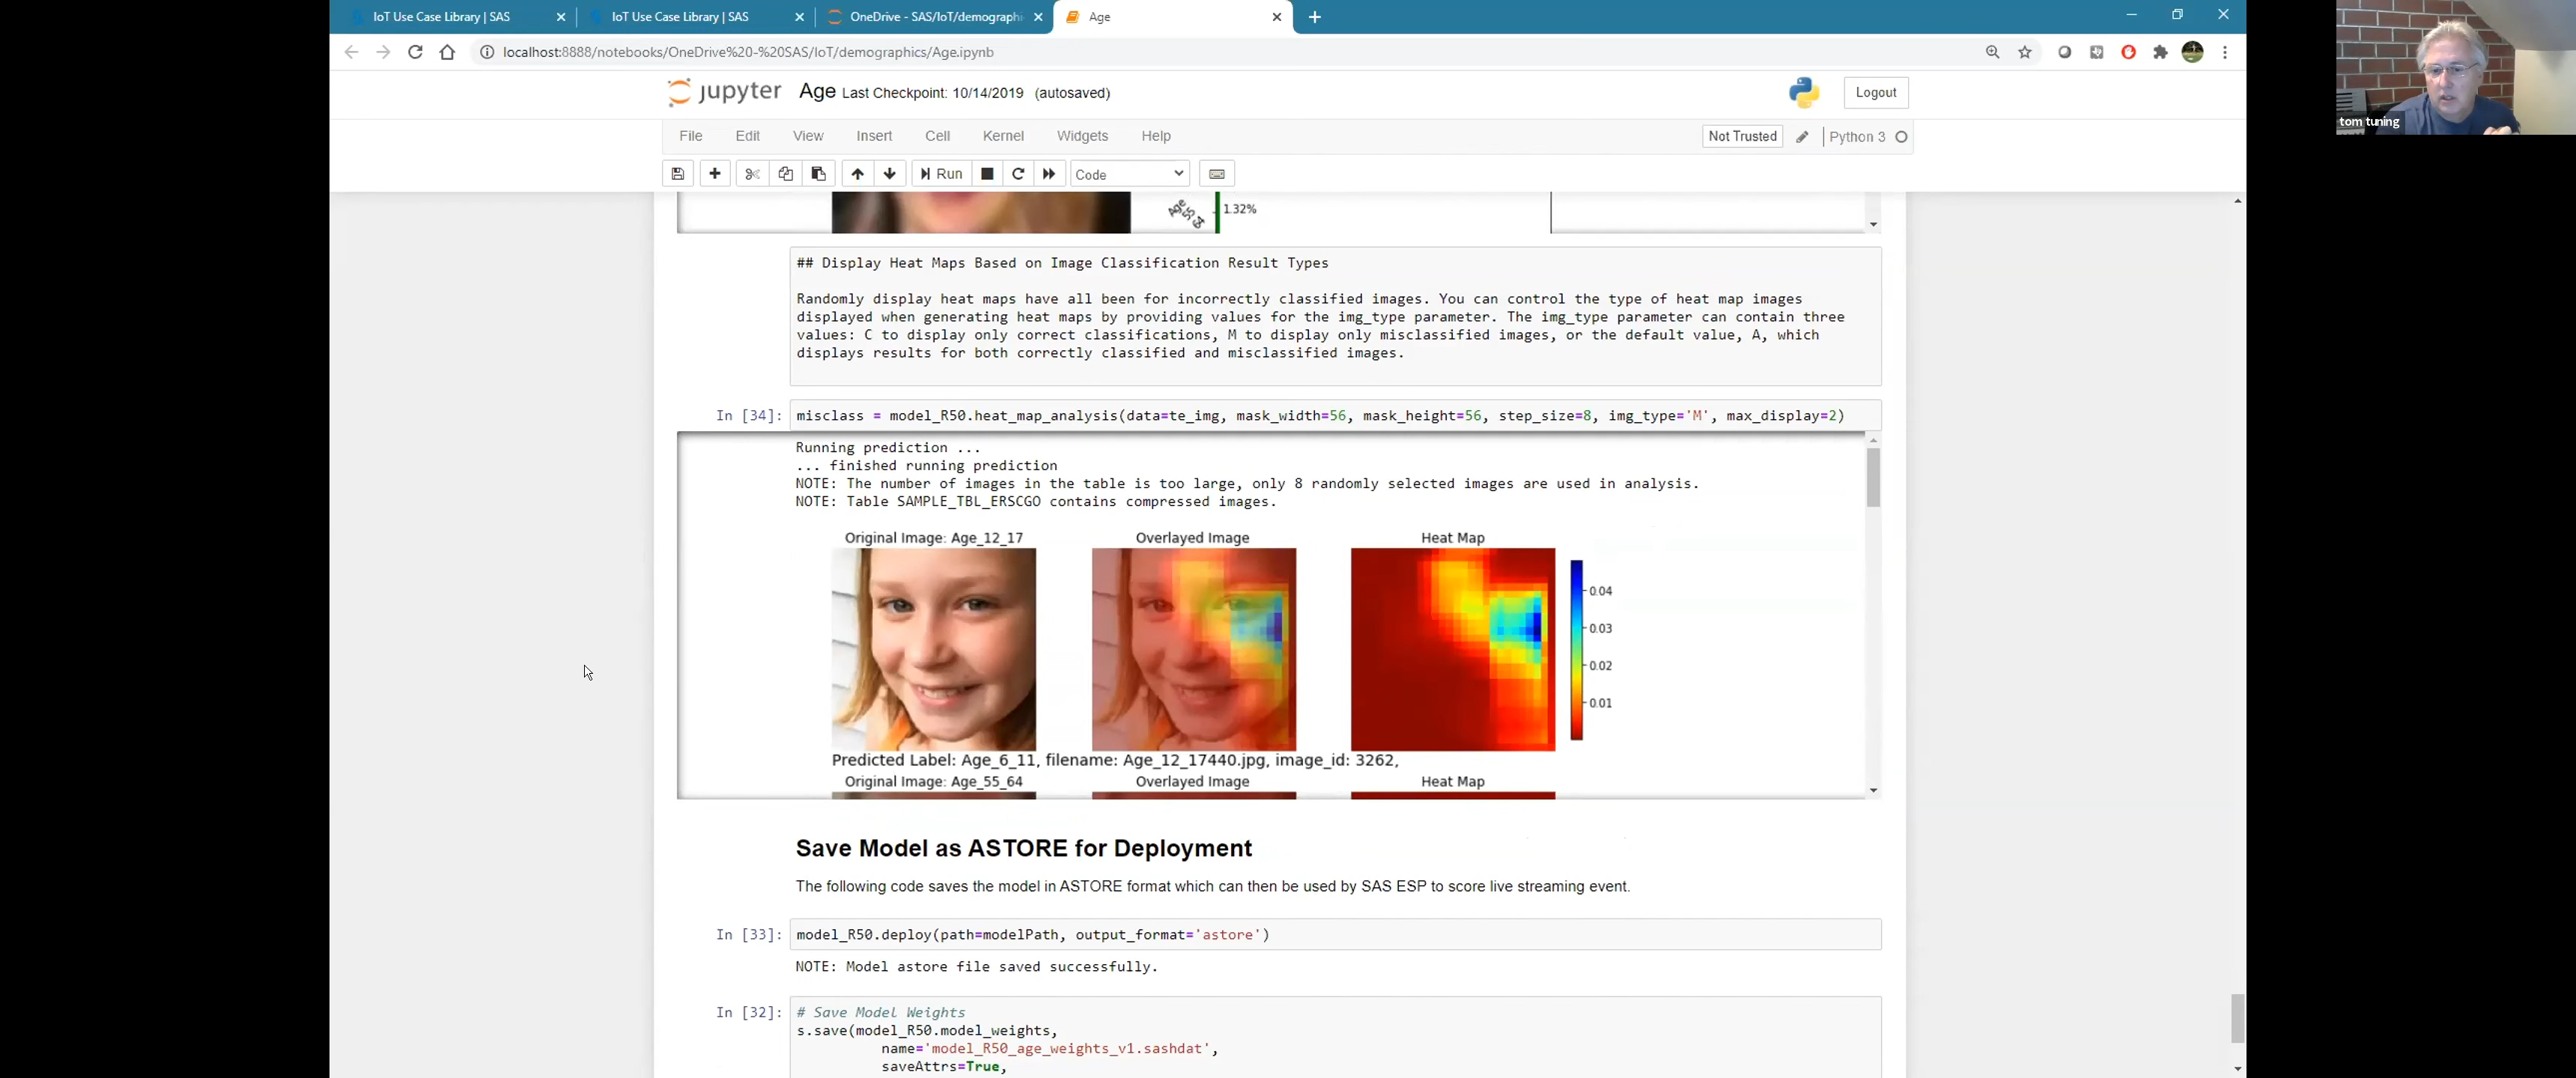 IoT Use Case Library | SAS
IoT Use Case Library | SAS
OneDrive - SAS/IoT/demographi
Age
localhost:8888/notebooks/OneDrive%20-%20SAS/IoT/demographics/Age.ipynb
tom tuning
jupyter Age Last Checkpoint: 10/14/2019 (autosaved)
Logout
File Edit View Insert Cell Kernel Widgets Help
Not Trusted
Python 3
Run
Code
Age 55 64
1.32%
## Display Heat Maps Based on Image Classification Result Types
Randomly display heat maps have all been for incorrectly classified images. You can control the type of heat map images
displayed when generating heat maps by providing values for the img_type parameter. The img_type parameter can contain three
values: C to display only correct classifications, M to display only misclassified images, or the default value, A, which
displays results for both correctly classified and misclassified images.
In [34]: misclass = model_R50.heat_map_analysis(data=te_img, mask_width=56, mask_height=56, step_size=8, img_type='M', max_display=2)
Running prediction ...
... finished running prediction
NOTE: The number of images in the table is too large, only 8 randomly selected images are used in analysis.
NOTE: Table SAMPLE_TBL_ERSCGO contains compressed images.
Original Image: Age_12_17 Overlayed Image Heat Map
0.04
0.03
0.02
0.01
Predicted Label: Age_6_11, filename: Age_12_17440.jpg, image_id: 3262,
Original Image: Age_55_64 Overlayed Image Heat Map
Save Model as ASTORE for Deployment
The following code saves the model in ASTORE format which can then be used by SAS ESP to score live streaming event.
In [33]: model_R50.deploy(path=modelPath, output_format='astore')
NOTE: Model astore file saved successfully.
In [32]: # Save Model Weights
s.save(model_R50.model_weights,
name='model_R50_age_weights_v1.sashdat',
saveAttrs=True,